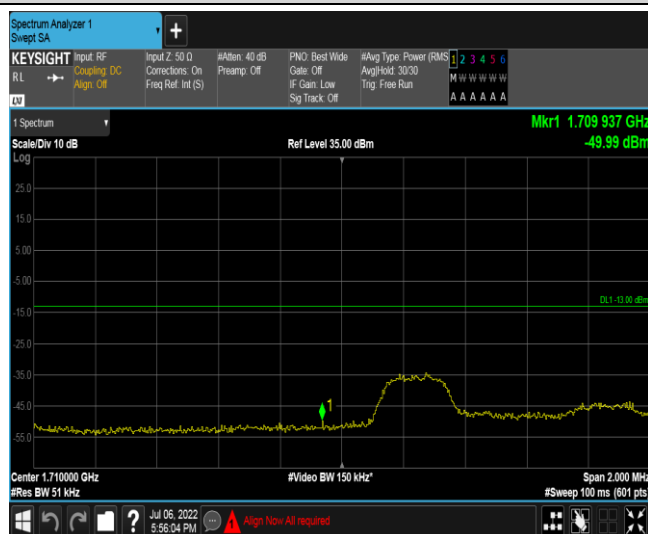 Spectrum Analyzer 1
Swept SA
+
KEYSIGHT
RL
LXI
Input: RF
Coupling: DC
Align: Off
Input Z: 50 Ω
Corrections: On
Freq Ref: Int (S)
#Atten: 40 dB
Preamp: Off
PNO: Best Wide
Gate: Off
IF Gain: Low
Sig Track: Off
#Avg Type: Power (RMS
Avg|Hold: 30/30
Trig: Free Run
1 2 3 4 5 6
M W W W W W
A A A A A A
1 Spectrum
Mkr1 1.709 937 GHz
Scale/Div 10 dB
Ref Level 35.00 dBm
-49.99 dBm
Log
25.0
15.0
5.00
-5.00
DL1 -13.00 dBm
-15.0
-25.0
-35.0
1
-45.0
-55.0
Center 1.710000 GHz
#Video BW 150 kHz*
Span 2.000 MHz
#Res BW 51 kHz
#Sweep 100 ms (601 pts)
?
Jul 06, 2022
5:56:04 PM
Align Now All required